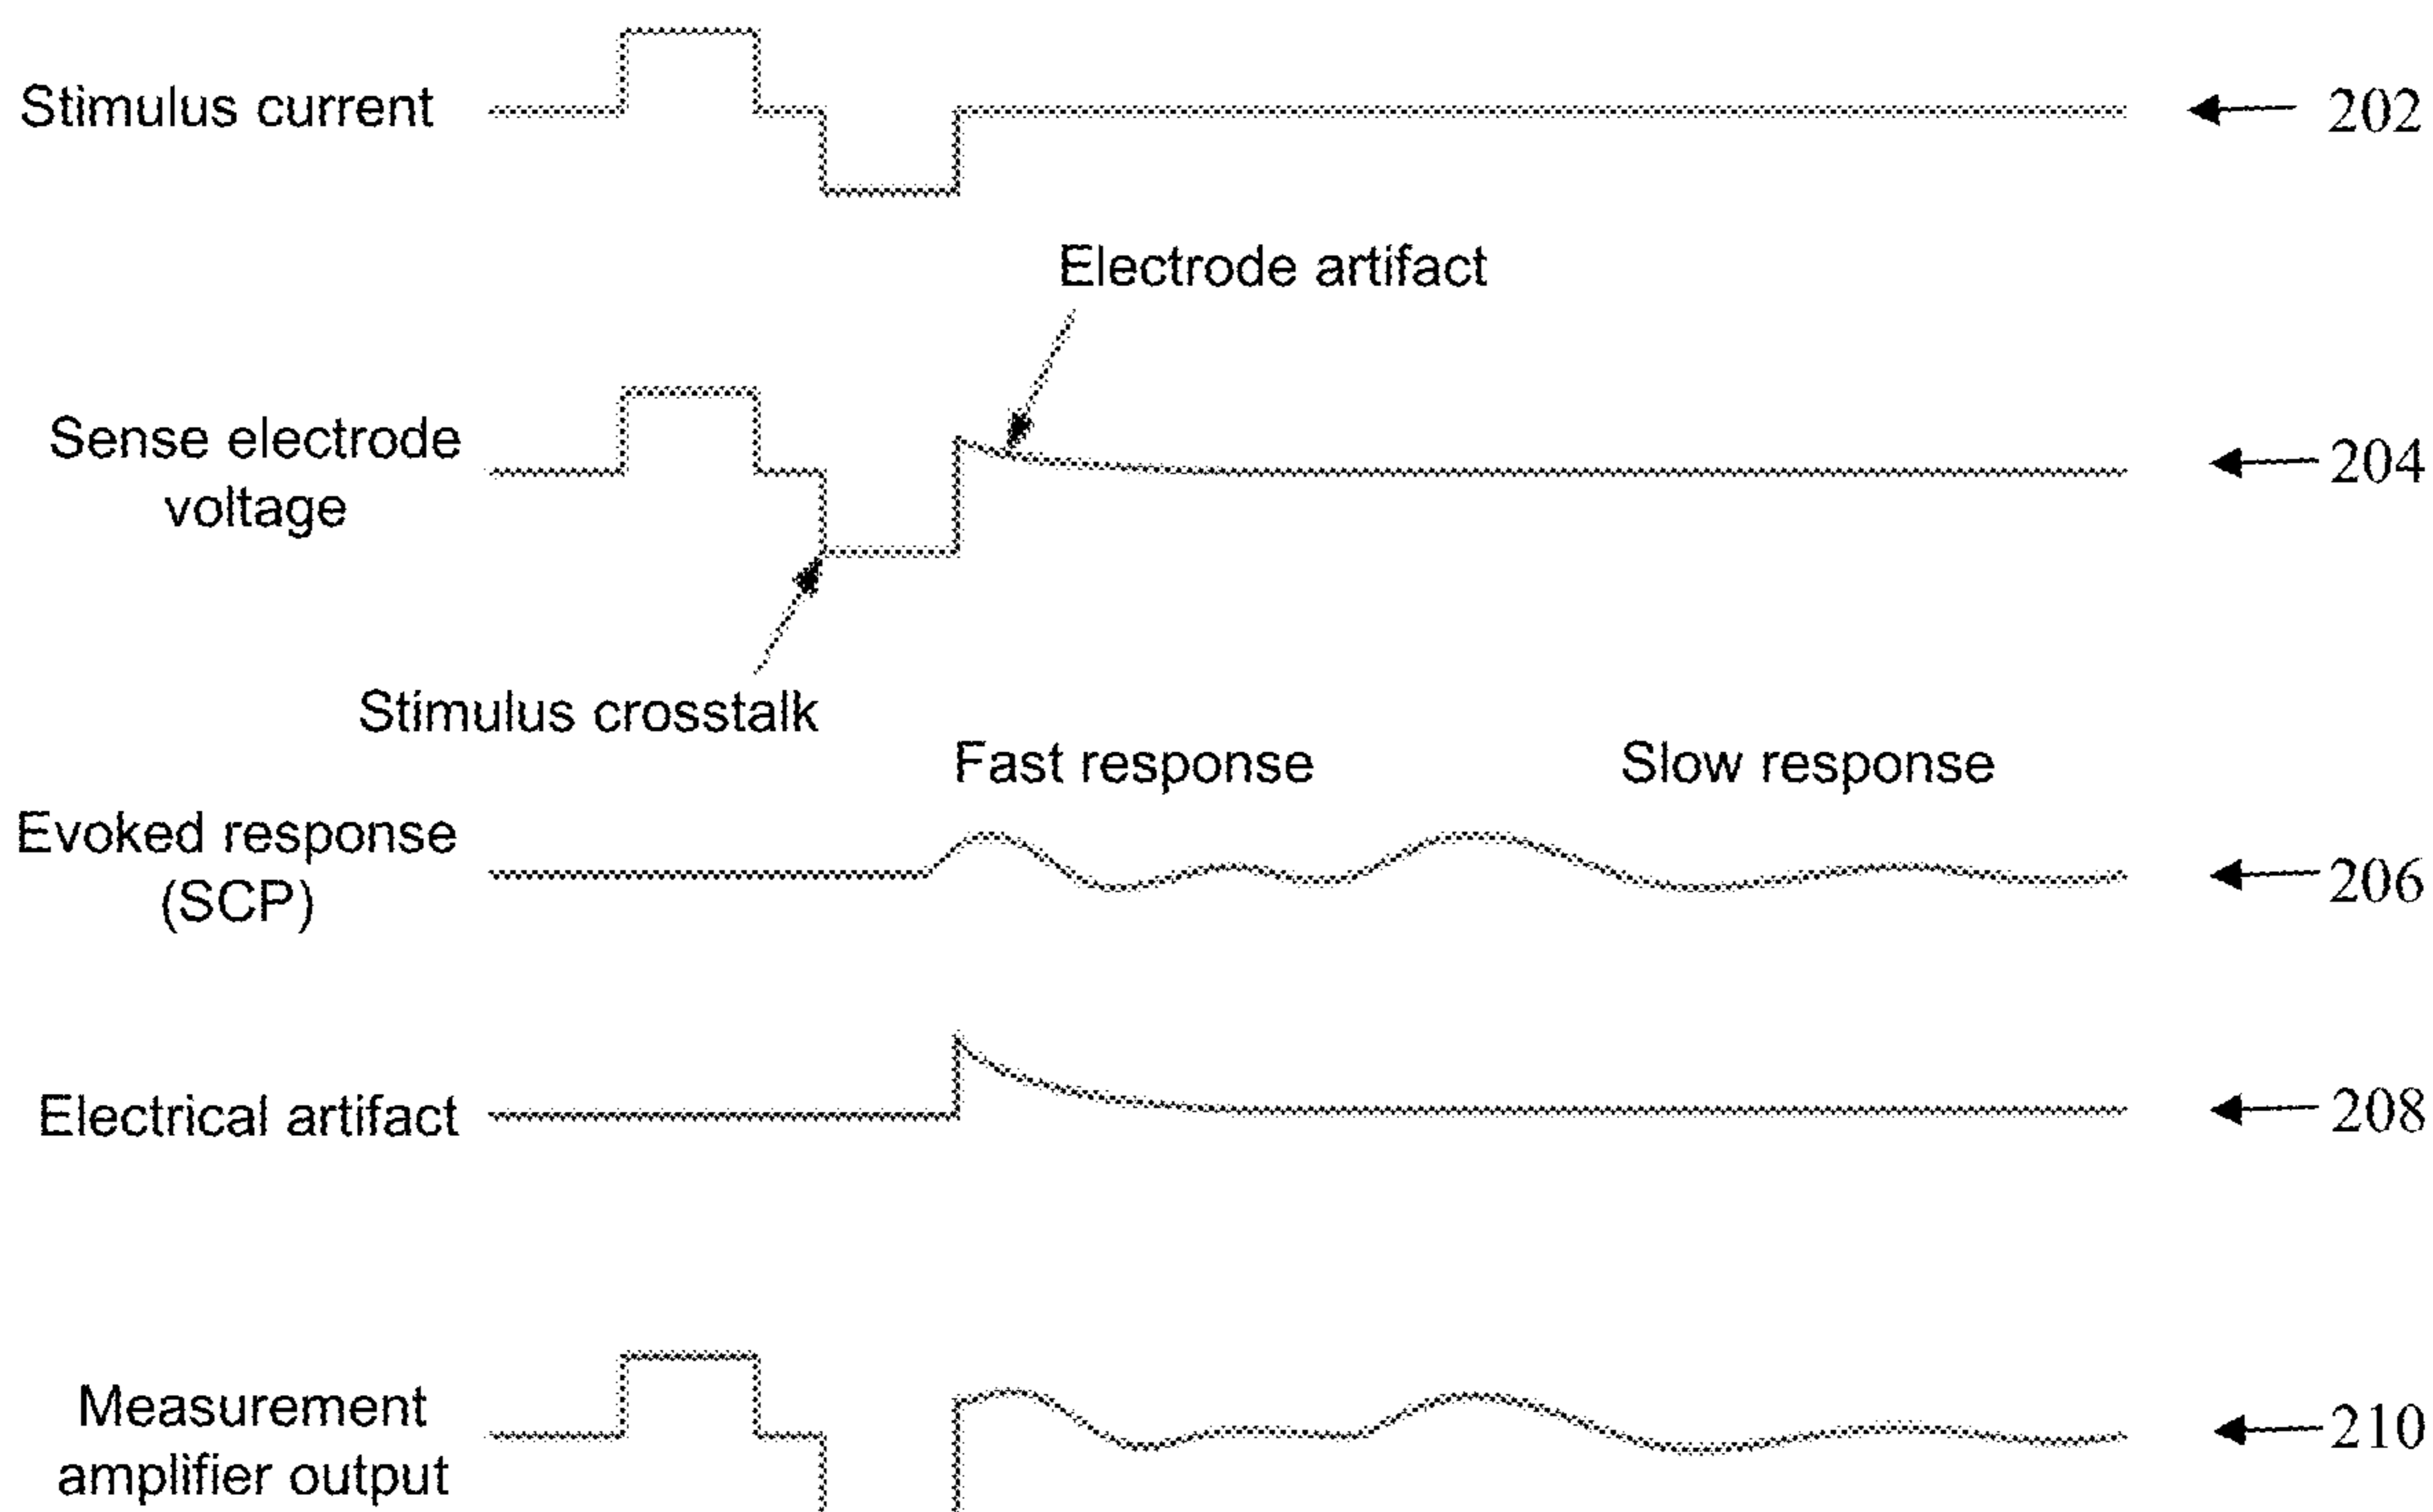 Stimulus current
202
Electrode artifact
Sense electrode
voltage
204
Stimulus crosstalk
Fast response
Slow response
Evoked response
(SCP)
206
Electrical artifact
208
Measurement
amplifier output
210